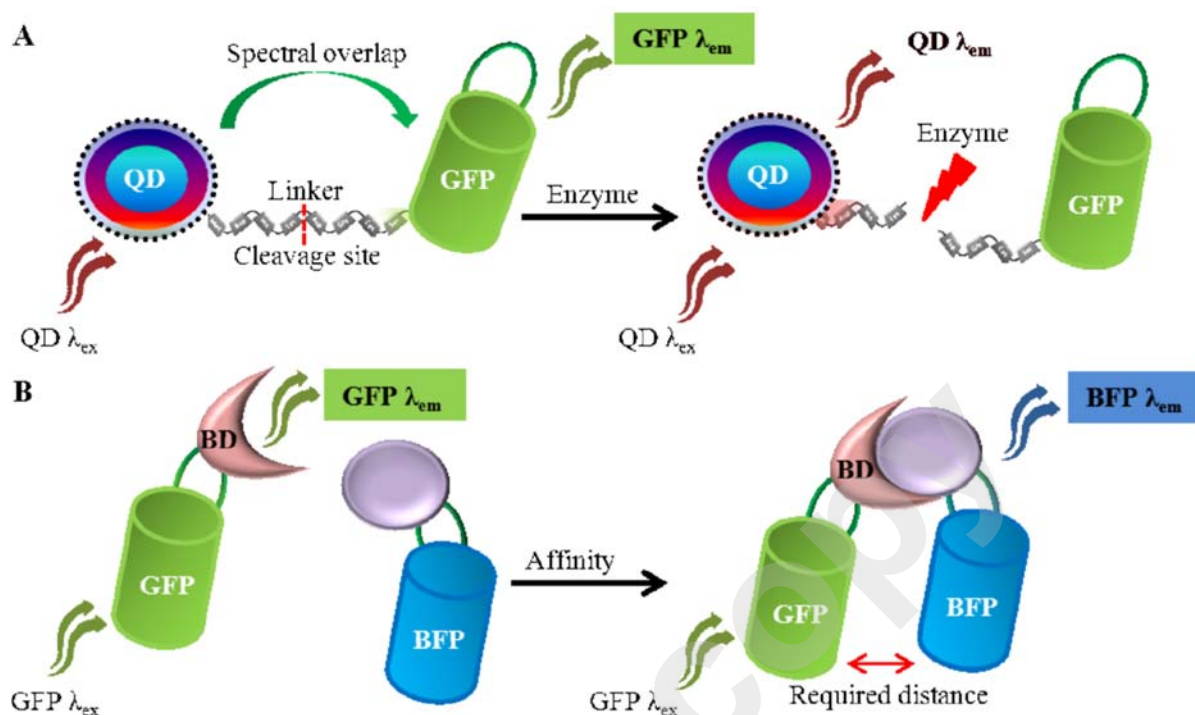 A
Spectral overlap
GFP λem
QD λem
Enzyme
QD
GFP
Linker
Cleavage site
Enzyme
QD
GFP
QD λex
QD λex
B
GFP λem
BFP λem
BD
BD
GFP
BFP
Affinity
GFP
BFP
GFP λex
GFP λex
Required distance
copy